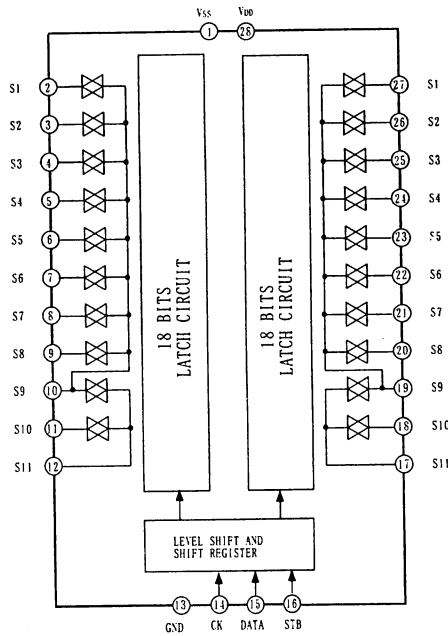 VSS VDD
1 28
S1 2 27 S1
S2 3 26 S2
S3 4 25 S3
S4 5 24 S4
S5 6 23 S5
S6 7 22 S6
S7 8 21 S7
S8 9 20 S8
S9 10 19 S9
S10 11 18 S10
S11 12 17 S11
18 BITS
LATCH CIRCUIT
18 BITS
LATCH CIRCUIT
LEVEL SHIFT AND
SHIFT REGISTER
13 14 15 16
GND CK DATA STB